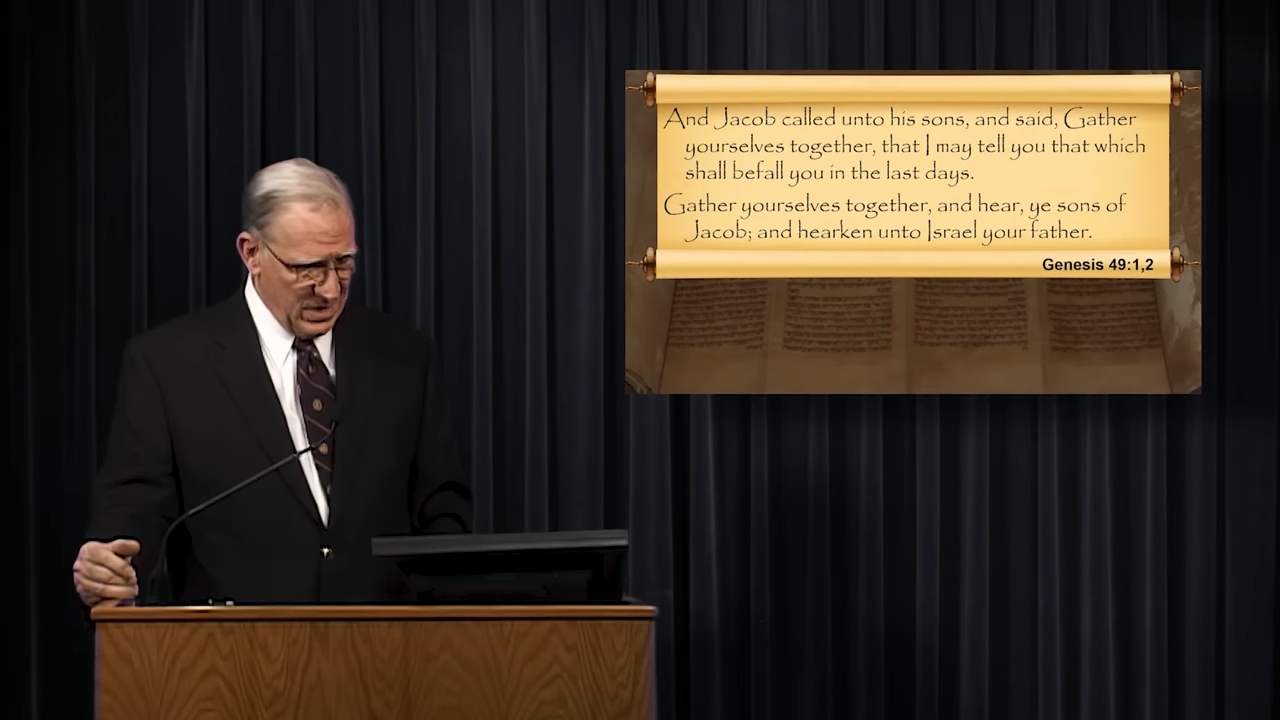 And Jacob called unto his sons, and said, Gather
yourselves together, that I may tell you that which
shall befall you in the last days.
Gather yourselves together, and hear, ye sons of
Jacob; and hearken unto Israel your father.
Genesis 49:1,2